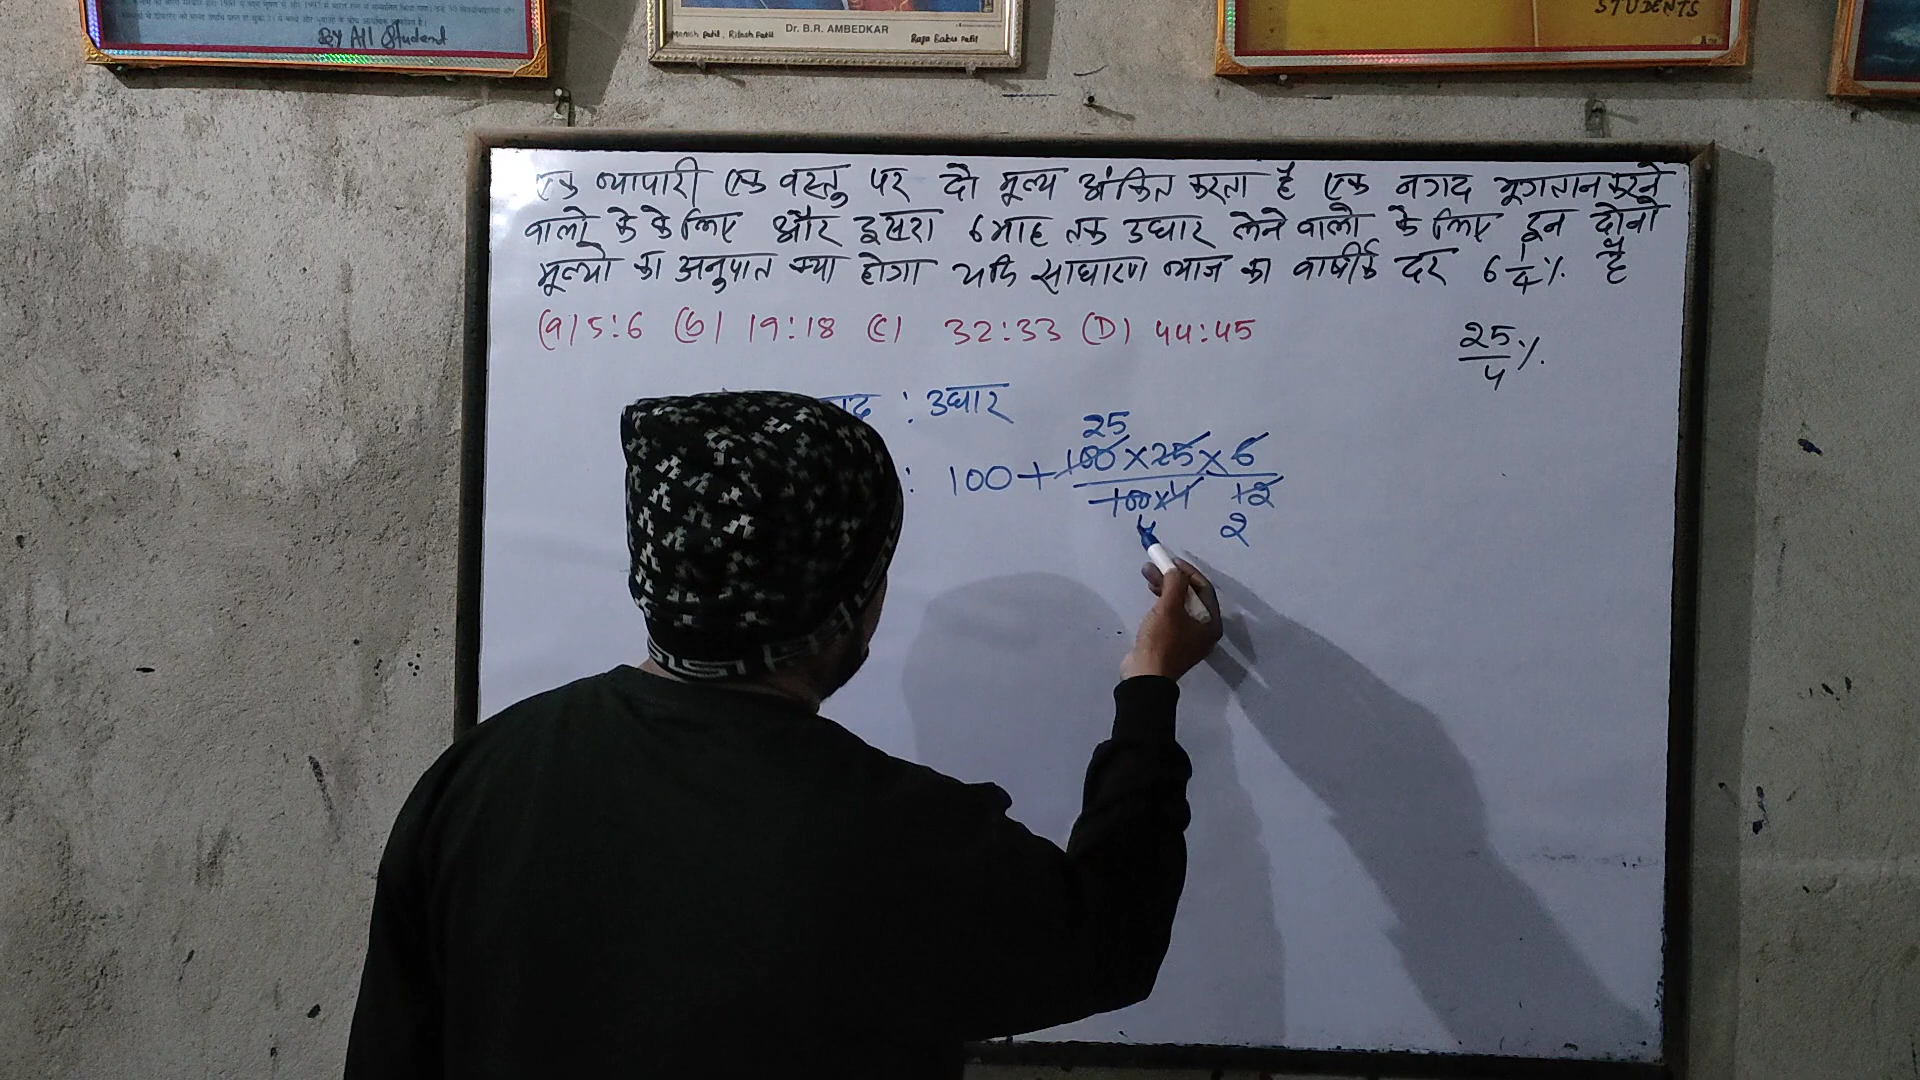 By All Student
Dr. B.R. AMBEDKAR
Manish Patil, Ritesh Patil
Raja Babu Patil
STUDENTS
एक व्यापारी एक वस्तु पर दो मूल्य अंकित करता है एक नगद भूगतान करने
वालो के के लिए और दुसरा 6 माह तक उधार लेने वालो के लिए इन दोनो
मूल्यो का अनुपात क्या होगा यदि साधारण ब्याज का वार्षीक दर 6 1/4 % है
(a) 5:6 (b) 19:18 (c) 32:33 (D) 44:45
25/4 %
: उधार
25
: 100 + 100×25×6
100×4 12
4 2